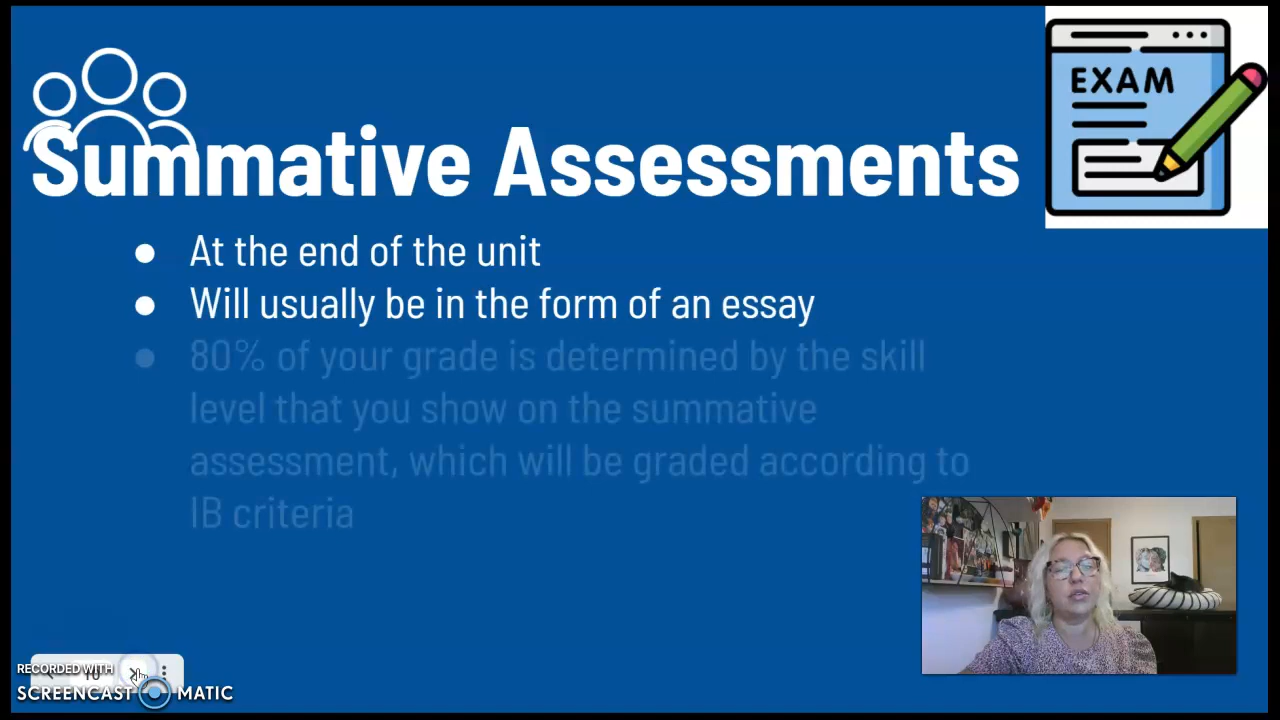 EXAM
Summative Assessments
● At the end of the unit
● Will usually be in the form of an essay
● 80% of your grade is determined by the skill
level that you show on the summative
assessment, which will be graded according to
IB criteria
10
RECORDED WITH
SCREENCAST MATIC